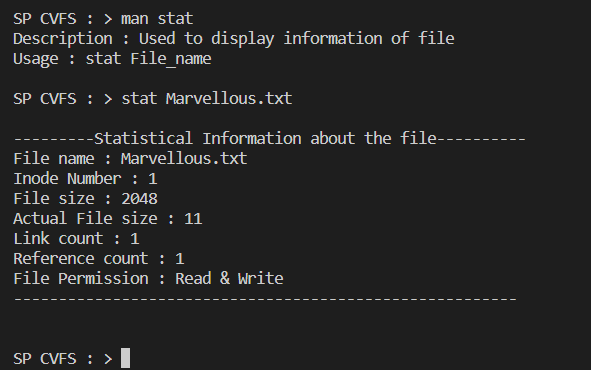 SP CVFS : > man stat
Description : Used to display information of file
Usage : stat File_name
SP CVFS : > stat Marvellous.txt
---------Statistical Information about the file----------
File name : Marvellous.txt
Inode Number : 1
File size : 2048
Actual File size : 11
Link count : 1
Reference count : 1
File Permission : Read & Write
--------------------------------------------------------
SP CVFS : >